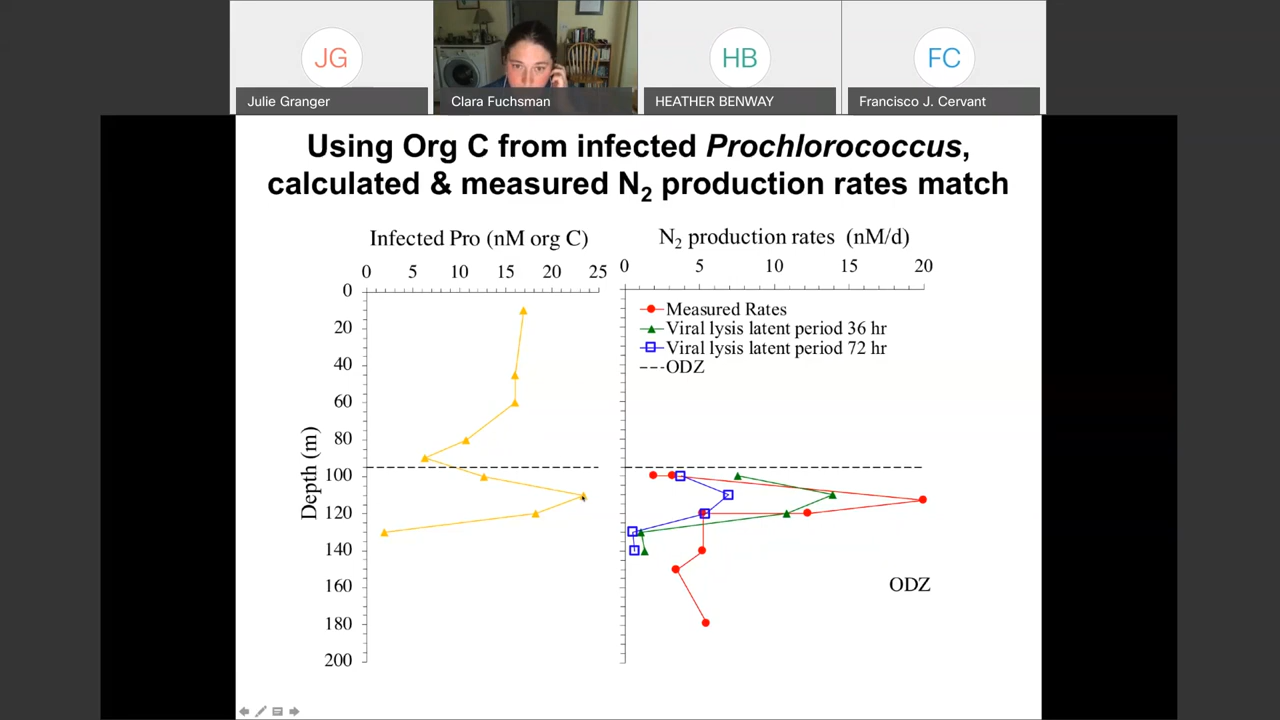 JG
HB
FC
Julie Granger
Clara Fuchsman
HEATHER BENWAY
Francisco J. Cervant
Using Org C from infected Prochlorococcus,
calculated & measured N₂ production rates match
Infected Pro (nM org C)
0 5 10 15 20 25
Depth (m)
0
20
40
60
80
100
120
140
160
180
200
N₂ production rates (nM/d)
0 5 10 15 20
Measured Rates
Viral lysis latent period 36 hr
Viral lysis latent period 72 hr
ODZ
ODZ